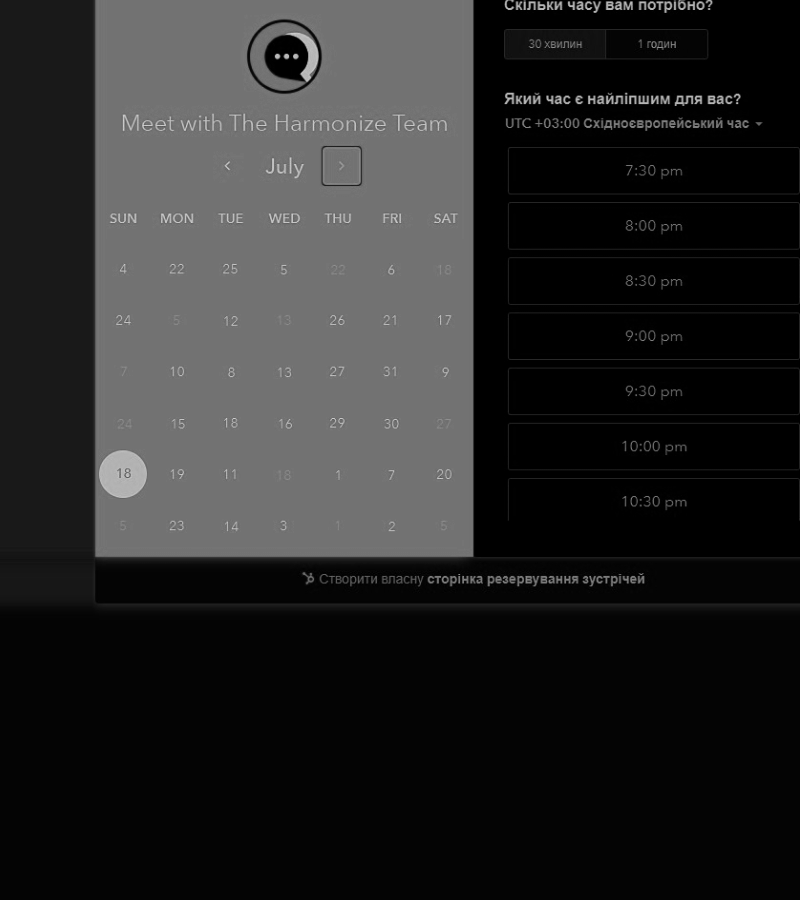 Meet with The Harmonize Team
July
SUN MON TUE WED THU FRI SAT
4 22 25 5 22 6 18
24 5 12 13 26 21 17
7 10 8 13 27 31 9
24 15 18 16 29 30 27
18 19 11 18 1 7 20
5 23 14 3 1 2 5
Скільки часу вам потрібно?
30 хвилин 1 годин
Який час є найліпшим для вас?
UTC +03:00 Східноєвропейський час
7:30 pm
8:00 pm
8:30 pm
9:00 pm
9:30 pm
10:00 pm
10:30 pm
Створити власну сторінка резервування зустрічей